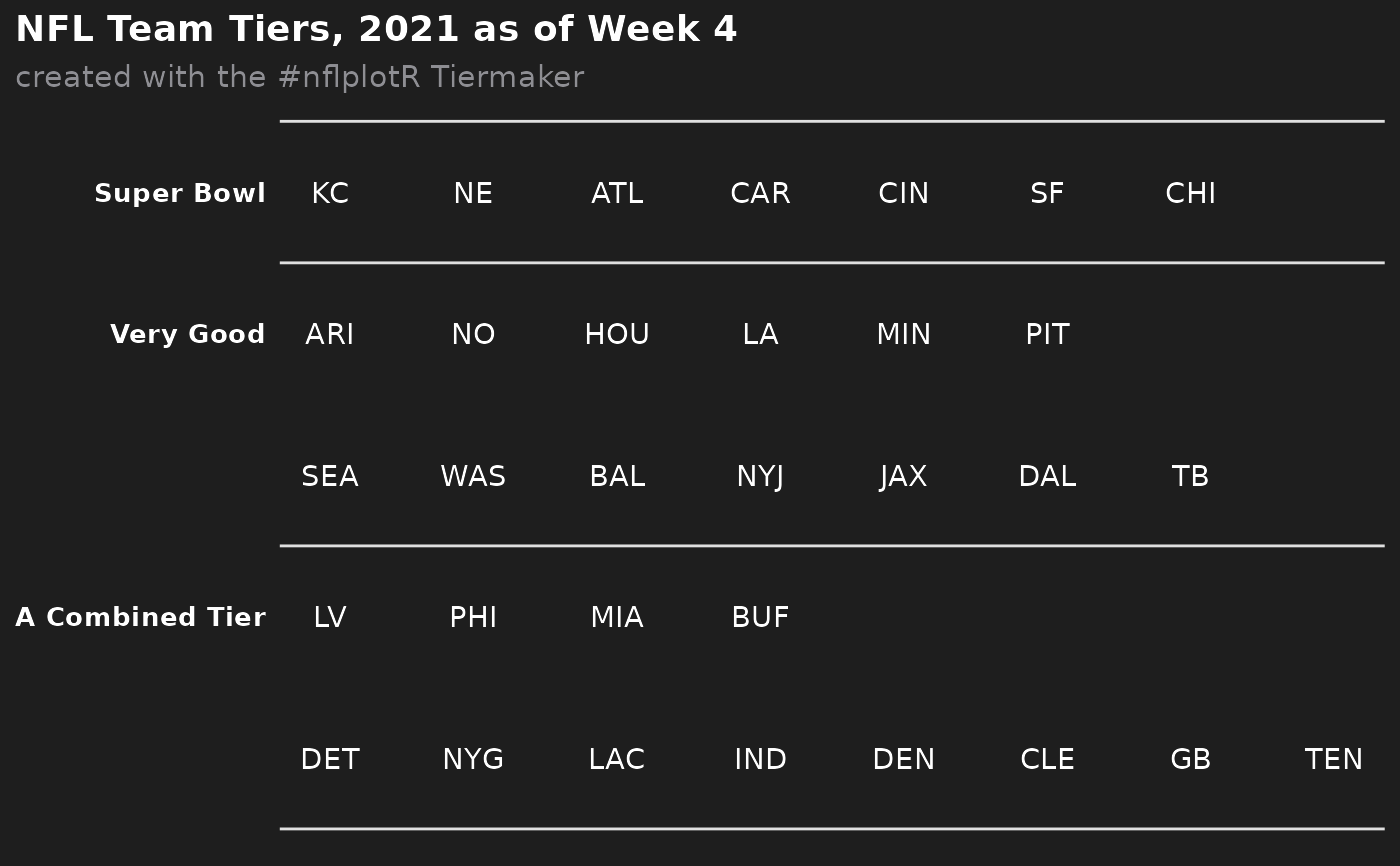 NFL Team Tiers, 2021 as of Week 4
created with the #nflplotR Tiermaker
Super Bowl KC NE ATL CAR CIN SF CHI
Very Good ARI NO HOU LA MIN PIT
SEA WAS BAL NYJ JAX DAL TB
A Combined Tier LV PHI MIA BUF
DET NYG LAC IND DEN CLE GB TEN